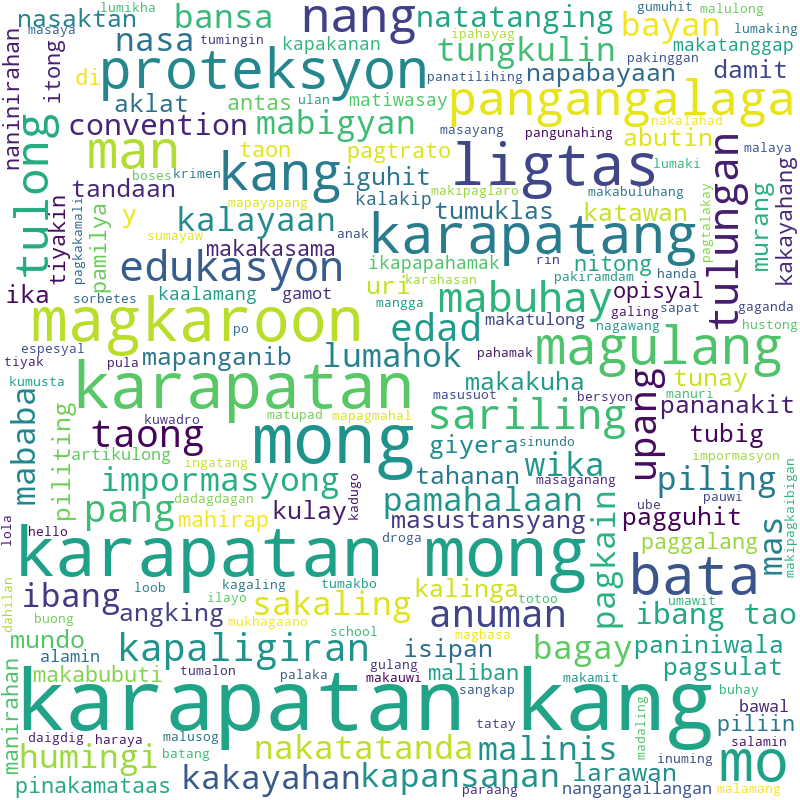 lumikha
nasaktan
masaya
bansa
tumingin
nang
ipahayag
natatanging
gumuhit
bayan
malulong
lumaking
naninirahan
itong
di
nasa
kapakanan
tungkulin
pakinggan
makatanggap
proteksyon
panatilihing
napabayaan
damit
aklat
antas
ulan
matiwasay
pangangalaga
nakalahad
tulong
convention
mabigyan
masayang
pangunahing
abutin
malaya
man
taon
pagtrato
ligtas
lumaki
tulungan
boses
krimen
kang
iguhit
makipaglaro
makabuluhang
pagtalakay
murang
kakayahang
tiyakin
pagkakamali
pamilya
tandaan
mapayapang
kalakip
tumuklas
katawan
y
kalayaan
karapatang
sumayaw
anak
makakasama
rin
ikapapahamak
nitong
edukasyon
pakiramdam
handa
ika
sorbetes
kaalamang
gamot
uri
karahasan
mabuhay
opisyal
sapat
gaganda
magkaroon
mangga
edad
makatulong
galing
nagawang
hustong
po
espesyal
tiyak
pula
mapanganib
lumahok
pahamak
magulang
kumusta
karapatan
masusuot
makakuha
bersyon
tunay
manuri
mababa
piliting
kuwadro
matupad
mapagmahal
sariling
upang
pananakit
taong
mong
giyera
sinundo
tubig
artikulong
ingatang
wika
impormasyon
impormasyong
tahanan
masaganang
piling
makipagkaibigan
dadagdagan
kadugo
pamahalaan
pagkain
ube
pauwi
pang
mahirap
kulay
masustansyang
pagguhit
mas
lola
hello
droga
paggalang
karapatan mong
bata
dahilan
loob
kagaling
tumakbo
kalinga
totoo
umawit
ibang
ilayo
sakaling
anuman
ibang tao
angking
mukhagaano
magbasa
buong
school
mundo
kapaligiran
isipan
bagay
paniniwala
alamin
gulang
makabubuti
tumalon
palaka
makauwi
maliban
sangkap
makamit
buhay
pagsulat
manirahan
karapatan kang
bawal
tatay
madaling
piliin
daigdig
haraya
malusog
salamin
mo
humingi
batang
nakatatanda
malinis
inuming
pinakamataas
kakayahan
kapansanan
paraang
larawan
nangangailangan
malamang